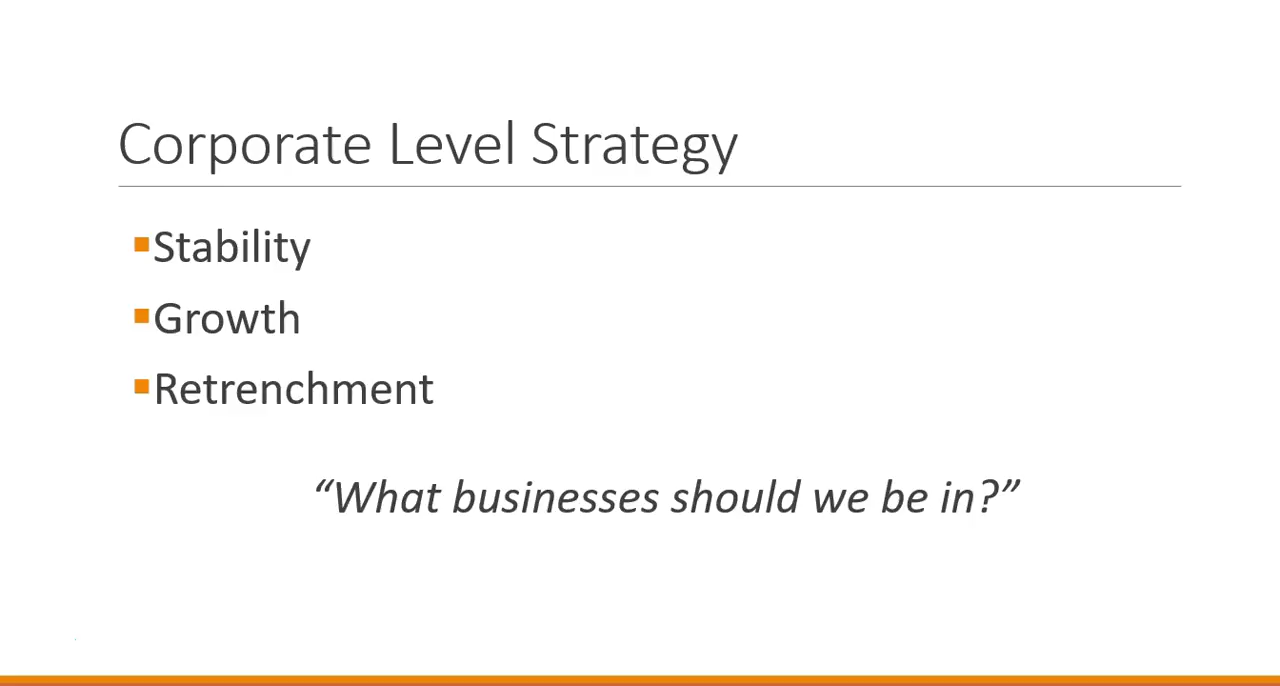 Corporate Level Strategy
▪Stability
▪Growth
▪Retrenchment
“What businesses should we be in?”